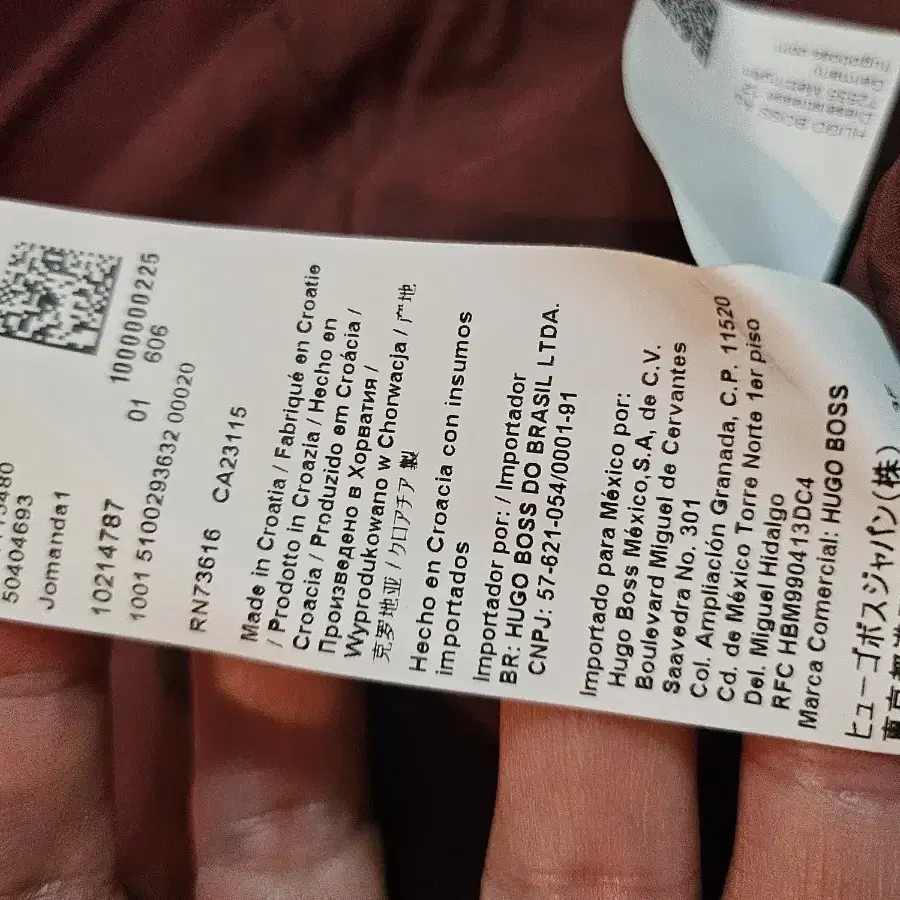 50404693
Jomanda1
10214787
01 1000000225
606
1001 5100293632 00020
RN73616 CA23115
Made in Croatia / Fabriqué en Croatie
/ Prodotto in Croazia / Hecho en
Croacia / Produzido em Croácia /
Произведено в Хорватия /
Wyprodukowano w Chorwacja / 产地
克罗地亚 / クロアチア 製
Hecho en Croacia con insumos
importados
Importador por: / Importador
BR: HUGO BOSS DO BRASIL LTDA.
CNPJ: 57-621-054/0001-91
Importado para México por:
Hugo Boss México,S.A, de C.V.
Boulevard Miguel de Cervantes
Saavedra No. 301
Col. Ampliación Granada, C.P. 11520
Cd. de México Torre Norte 1er piso
Del. Miguel Hidalgo
RFC HBM990413DC4
Marca Comercial: HUGO BOSS
ヒューゴボスジャパン(株)
HUGO BOSS
Germany
hugoboss.com